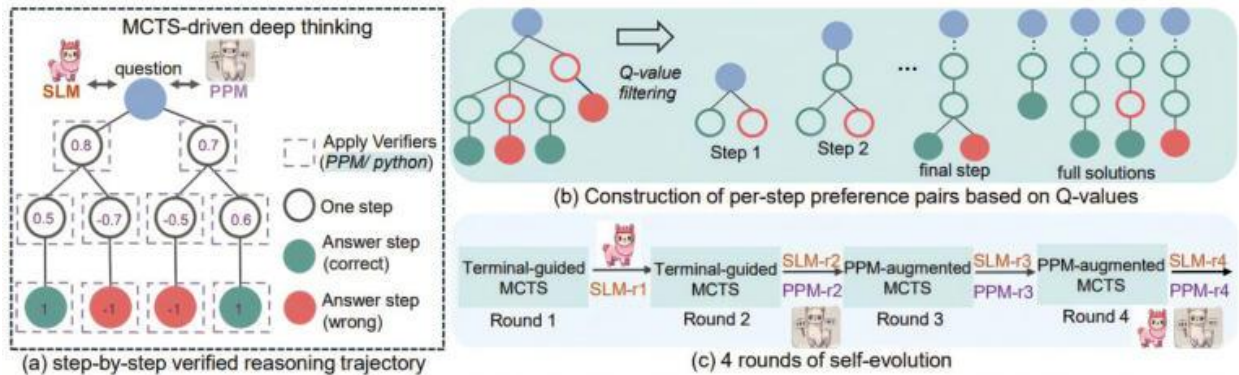 MCTS-driven deep thinking
question
SLM
PPM
0.8
0.7
Apply Verifiers
(PPM/ python)
0.5
-0.7
-0.5
0.6
One step
Answer step
(correct)
1
-1
-1
1
Answer step
(wrong)
(a) step-by-step verified reasoning trajectory
Q-value
filtering
...
Step 1
Step 2
final step
full solutions
(b) Construction of per-step preference pairs based on Q-values
Terminal-guided
MCTS
SLM-r1
Terminal-guided
MCTS
SLM-r2
PPM-r2
PPM-augmented
MCTS
SLM-r3
PPM-r3
PPM-augmented
MCTS
SLM-r4
PPM-r4
Round 1
Round 2
Round 3
Round 4
(c) 4 rounds of self-evolution